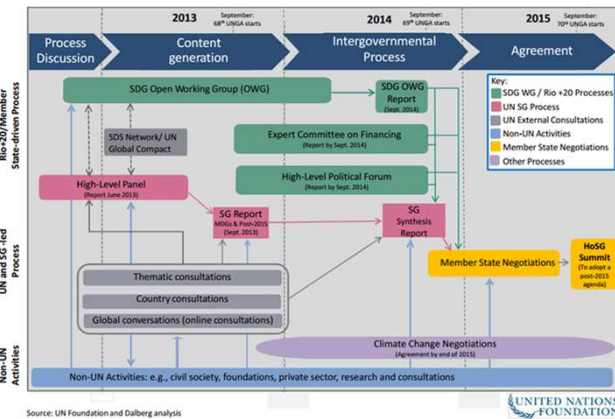 2013
September:
68th UNGA starts
2014
September:
69th UNGA starts
2015
September:
70th UNGA starts
Process
Discussion
Content
generation
Intergovernmental
Process
Agreement
Rio+20/Member
State-driven Process
SDG Open Working Group (OWG)
SDG OWG
Report
(Sept. 2014)
Key:
SDG WG / Rio +20 Processes
UN SG Process
UN External Consultations
Non-UN Activities
Member State Negotiations
Other Processes
SDS Network/ UN
Global Compact
Expert Committee on Financing
(Report by Sept. 2014)
High-Level Political Forum
(Report by Sept. 2014)
High-Level Panel
(Report June 2013)
UN and SG -led
Process
SG Report
MDGs & Post-2015
(Sept. 2013)
SG
Synthesis
Report
Member State Negotiations
HoSG
Summit
(To adopt a
post-2015
agenda)
Thematic consultations
Country consultations
Global conversations (online consultations)
Non-UN
Activities
Climate Change Negotiations
(Agreement by end of 2015)
Non-UN Activities: e.g., civil society, foundations, private sector, research and consultations
Source: UN Foundation and Dalberg analysis
UNITED NATIONS
FOUNDATION